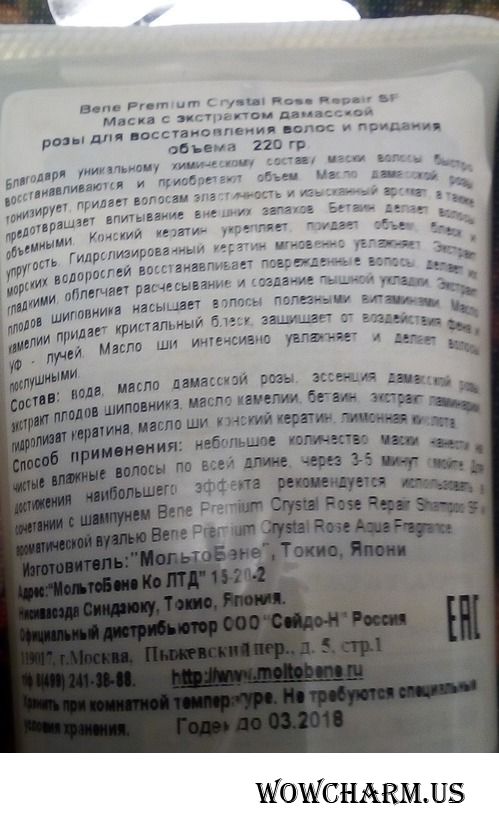 Bene Premium Crystal Rose Repair SF
Маска с экстрактом дамасской
розы для восстановления волос и придания
объема 220 гр.
Благодаря уникальному химическому составу маски волосы быстро
восстанавливаются и приобретают объем. Масло дамасской розы
тонизирует, придает волосам эластичность и изысканный аромат, а также
предотвращает впитывание внешних запахов. Бетаин делает волосы
объемными. Конский кератин укрепляет, придает объем, блеск и
упругость. Гидролизированный кератин мгновенно увлажняет. Экстракт
морских водорослей восстанавливает поврежденные волосы, делает их
гладкими, облегчает расчесывание и создание пышной укладки. Экстракт
плодов шиповника насыщает волосы полезными витаминами. Масло
камелии придает кристальный блеск, защищает от воздействия фена и
УФ - лучей. Масло ши интенсивно увлажняет и делает волосы
послушными.
Состав: вода, масло дамасской розы, эссенция дамасской розы,
экстракт плодов шиповника, масло камелии, бетаин, экстракт ламинарии,
гидролизат кератина, масло ши, конский кератин, лимонная кислота.
Способ применения: небольшое количество маски нанести на
чистые влажные волосы по всей длине, через 3-5 минут смойте. Для
достижения наибольшего эффекта рекомендуется использовать в
сочетании с шампунем Bene Premium Crystal Rose Repair Shampoo SF и
ароматической вуалью Bene Premium Crystal Rose Aqua Fragrance.
Изготовитель:"МольтоБене", Токио, Япони
Адрес:"МольтоБене Ко ЛТД" 15-20-2
Нисивасэда Синдзюку, Токио, Япония.
Официальный дистрибьютор ООО "Сейдо-Н" Россия
119017, г.Москва, Пыжевский пер., д. 5, стр.1
т/ф 8(499) 241-38-88. http://www.moltobene.ru
EAC
Хранить при комнатной температуре. Не требуются специальные
условия хранения. Годен до 03.2018
WOWCHARM.US